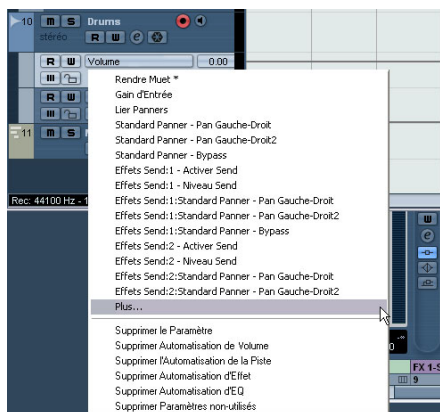 10 m S Drums
stéréo R W e
R W Volume 0.00
Rendre Muet *
Gain d'Entrée
Lier Panners
Standard Panner - Pan Gauche-Droit
Standard Panner - Pan Gauche-Droit2
Standard Panner - Bypass
Effets Send:1 - Activer Send
Effets Send:1 - Niveau Send
Effets Send:1:Standard Panner - Pan Gauche-Droit
Effets Send:1:Standard Panner - Pan Gauche-Droit2
Effets Send:1:Standard Panner - Bypass
Effets Send:2 - Activer Send
Effets Send:2 - Niveau Send
Effets Send:2:Standard Panner - Pan Gauche-Droit
Effets Send:2:Standard Panner - Pan Gauche-Droit2
Plus...
Supprimer le Paramètre
Supprimer Automatisation de Volume
Supprimer l'Automatisation de la Piste
Supprimer Automatisation d'Effet
Supprimer Automatisation d'EQ
Supprimer Paramètres non-utilisés
R W
11 m S
Rec: 44100 Hz - 1
W
e
FX 1-S
9